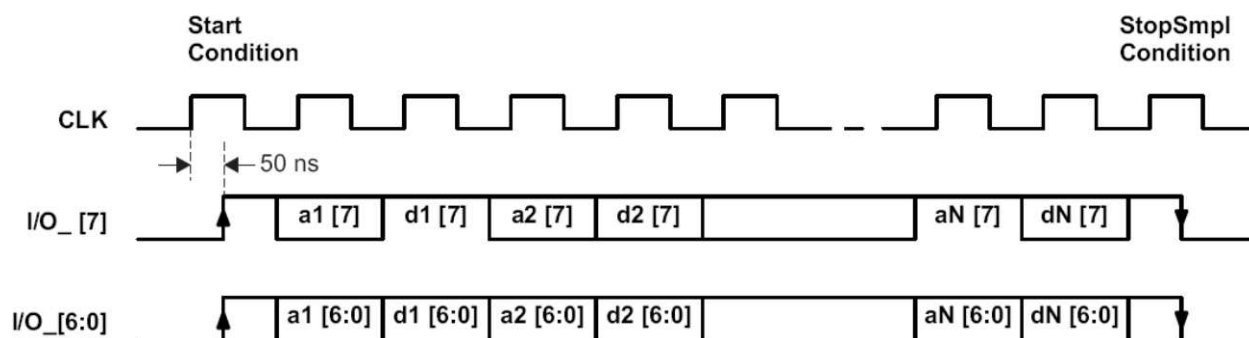 Start
Condition
StopSmpl
Condition
CLK
50 ns
I/O_ [7]
a1 [7] d1 [7] a2 [7] d2 [7] aN [7] dN [7]
I/O_[6:0]
a1 [6:0] d1 [6:0] a2 [6:0] d2 [6:0] aN [6:0] dN [6:0]